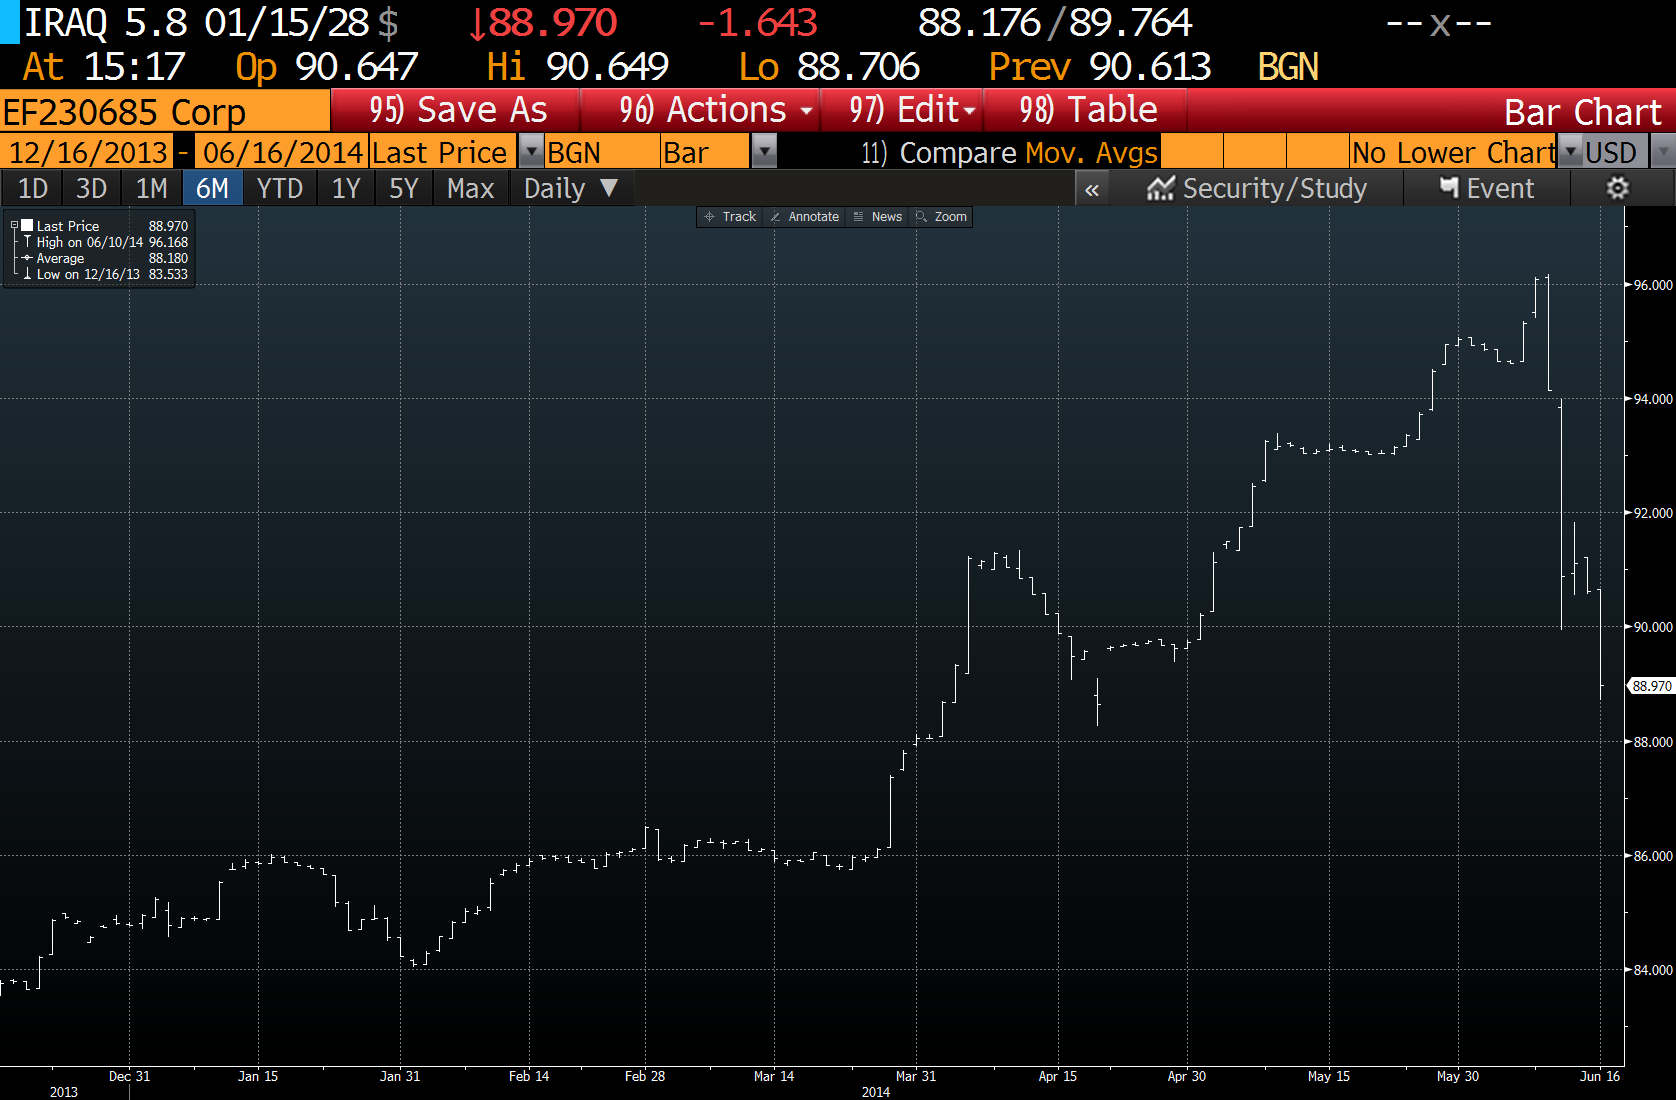 IRAQ 5.8 01/15/28 $ ↓88.970 -1.643 88.176/89.764 --x--
At 15:17 Op 90.647 Hi 90.649 Lo 88.706 Prev 90.613 BGN
EF230685 Corp 95) Save As 96) Actions 97) Edit 98) Table Bar Chart
12/16/2013 - 06/16/2014 Last Price BGN Bar 11) Compare Mov. Avgs No Lower Chart USD
1D 3D 1M 6M YTD 1Y 5Y Max Daily ▼ « Security/Study Event
Track Annotate News Zoom
Last Price 88.970
High on 06/10/14 96.168
Average 88.180
Low on 12/16/13 83.533
96.000
94.000
92.000
90.000
88.970
88.000
86.000
84.000
Dec 31 Jan 15 Jan 31 Feb 14 Feb 28 Mar 14 Mar 31 Apr 15 Apr 30 May 15 May 30 Jun 16
2013 2014